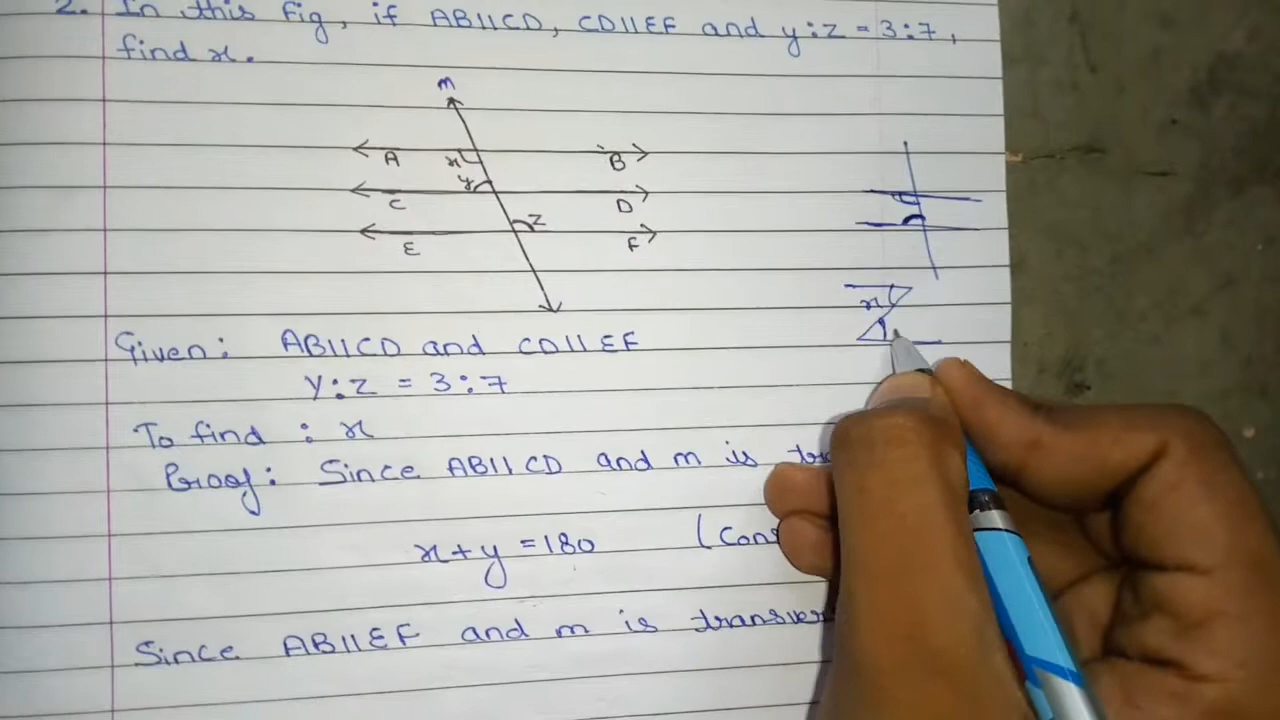 2. In this Fig, if AB||CD, CD||EF and y:z = 3:7,
find x.
m
A B
x
y
C D
z
E F
x
Given: AB||CD and CD||EF
y:z = 3:7
To find : x
Proof: Since AB||CD and m is
x+y=180
Since AB||EF and m is